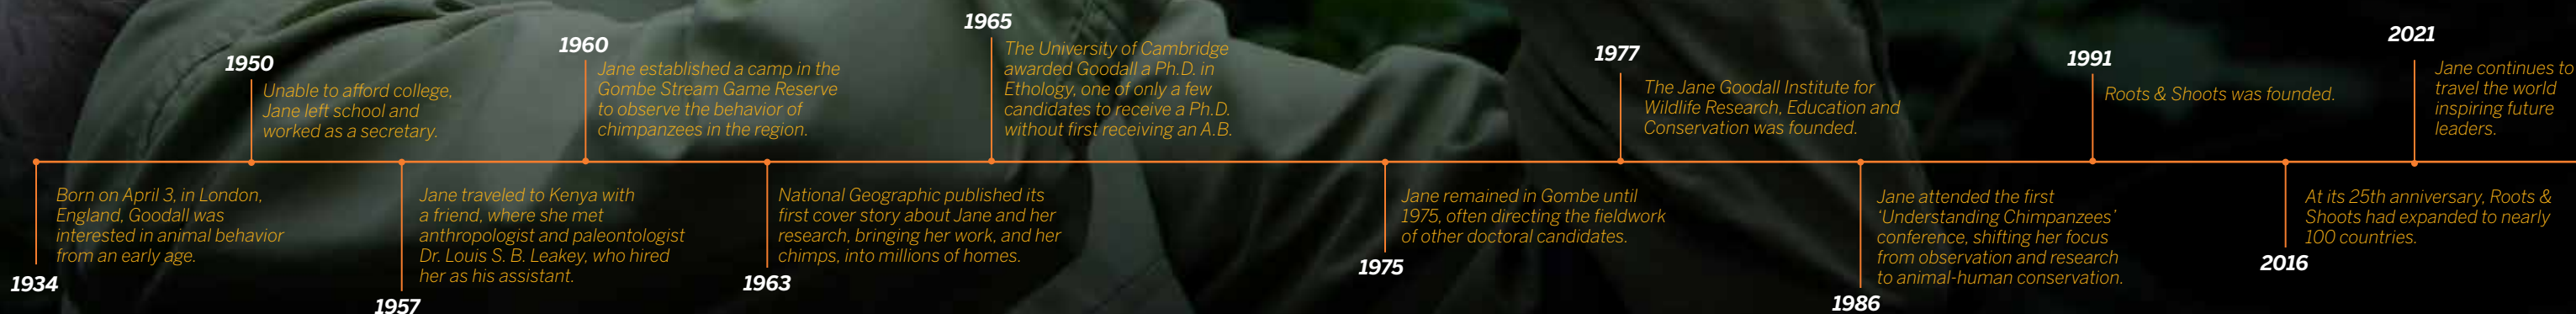 1934
Born on April 3, in London,
England, Goodall was
interested in animal behavior
from an early age.
1950
Unable to afford college,
Jane left school and
worked as a secretary.
1957
Jane traveled to Kenya with
a friend, where she met
anthropologist and paleontologist
Dr. Louis S. B. Leakey, who hired
her as his assistant.
1960
Jane established a camp in the
Gombe Stream Game Reserve
to observe the behavior of
chimpanzees in the region.
1963
National Geographic published its
first cover story about Jane and her
research, bringing her work, and her
chimps, into millions of homes.
1965
The University of Cambridge
awarded Goodall a Ph.D. in
Ethology, one of only a few
candidates to receive a Ph.D.
without first receiving an A.B.
1975
Jane remained in Gombe until
1975, often directing the fieldwork
of other doctoral candidates.
1977
The Jane Goodall Institute for
Wildlife Research, Education and
Conservation was founded.
1986
Jane attended the first
‘Understanding Chimpanzees’
conference, shifting her focus
from observation and research
to animal-human conservation.
1991
Roots & Shoots was founded.
2016
At its 25th anniversary, Roots &
Shoots had expanded to nearly
100 countries.
2021
Jane continues to
travel the world
inspiring future
leaders.